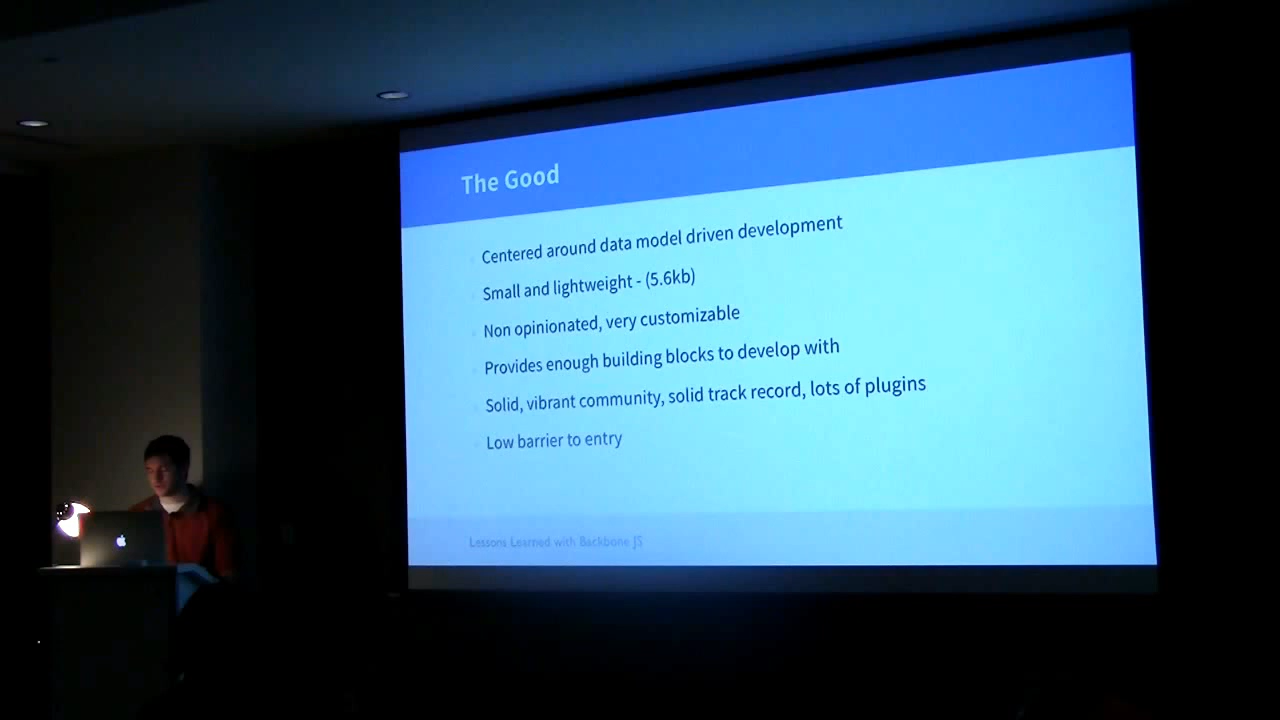 The Good
Centered around data model driven development
Small and lightweight - (5.6kb)
Non opinionated, very customizable
Provides enough building blocks to develop with
Solid, vibrant community, solid track record, lots of plugins
Low barrier to entry
Lessons Learned with Backbone JS